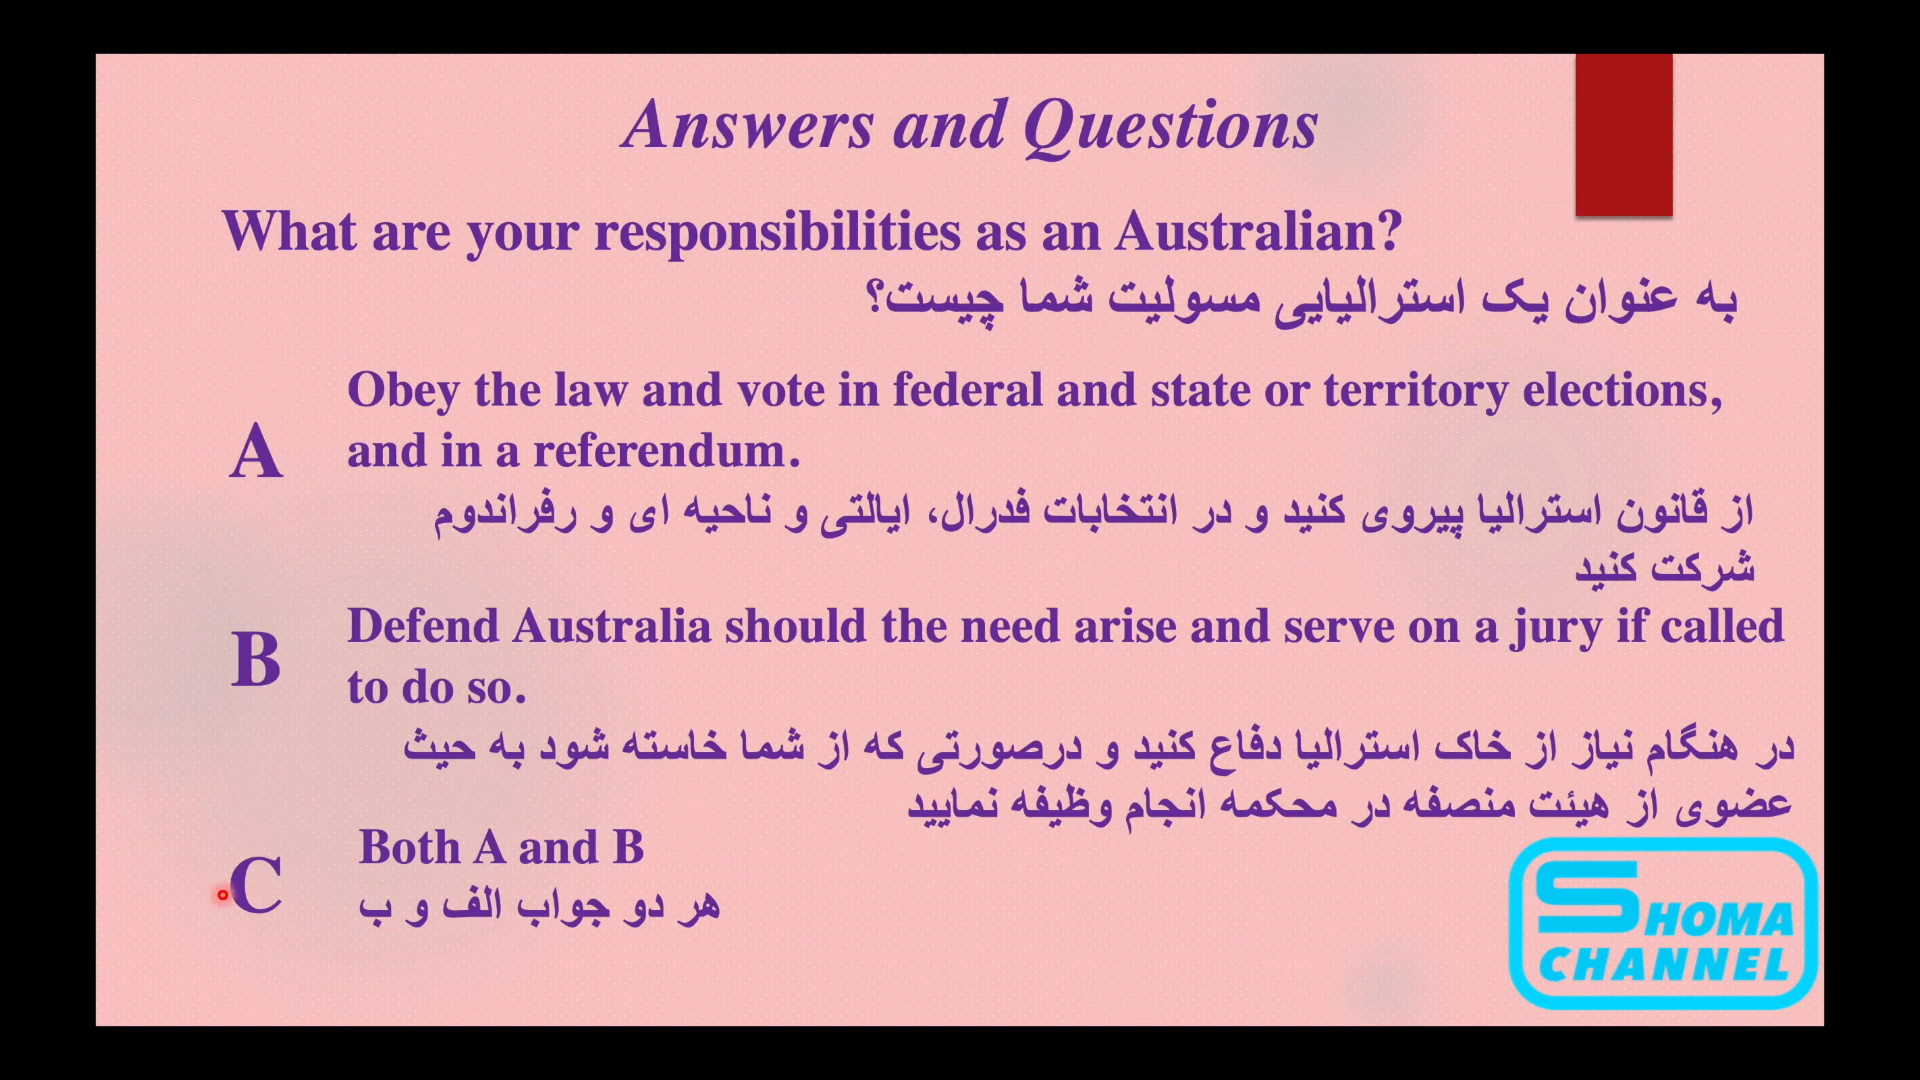 Answers and Questions
What are your responsibilities as an Australian?
به عنوان یک استرالیایی مسولیت شما چیست؟
A
Obey the law and vote in federal and state or territory elections,
and in a referendum.
از قانون استرالیا پیروی کنید و در انتخابات فدرال، ایالتی و ناحیه ای و رفراندوم
شرکت کنید
B
Defend Australia should the need arise and serve on a jury if called
to do so.
در هنگام نیاز از خاک استرالیا دفاع کنید و درصورتی که از شما خاسته شود به حیث
عضوی از هیئت منصفه در محکمه انجام وظیفه نمایید
C
Both A and B
هر دو جواب الف و ب
SHOMA
CHANNEL